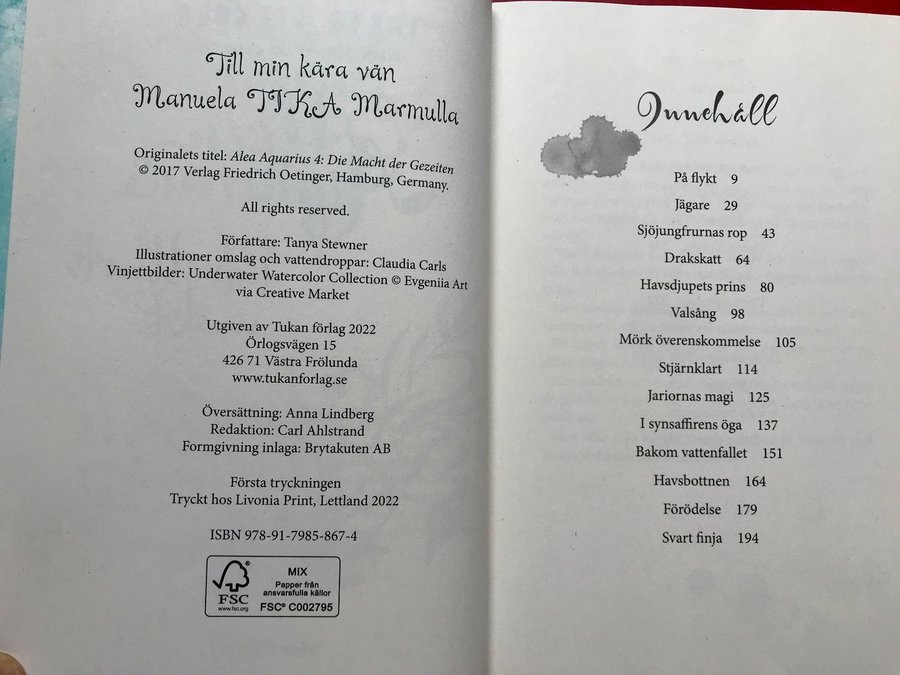 Till min kära vän
Manuela TIKA Marmulla
Originalets titel: Alea Aquarius 4: Die Macht der Gezeiten
© 2017 Verlag Friedrich Oetinger, Hamburg, Germany.
All rights reserved.
Författare: Tanya Stewner
Illustrationer omslag och vattendroppar: Claudia Carls
Vinjettbilder: Underwater Watercolor Collection © Evgeniia Art
via Creative Market
Utgiven av Tukan förlag 2022
Örlogsvägen 15
426 71 Västra Frölunda
www.tukanforlag.se
Översättning: Anna Lindberg
Redaktion: Carl Ahlstrand
Formgivning inlaga: Brytakuten AB
Första tryckningen
Tryckt hos Livonia Print, Lettland 2022
ISBN 978-91-7985-867-4
FSC
www.fsc.org
MIX
Papper från
ansvarsfulla källor
FSC® C002795
Innehåll
På flykt 9
Jägare 29
Sjöjungfrurnas rop 43
Drakskatt 64
Havsdjupets prins 80
Valsång 98
Mörk överenskommelse 105
Stjärnklart 114
Jariornas magi 125
I synsaffirens öga 137
Bakom vattenfallet 151
Havsbottnen 164
Förödelse 179
Svart finja 194